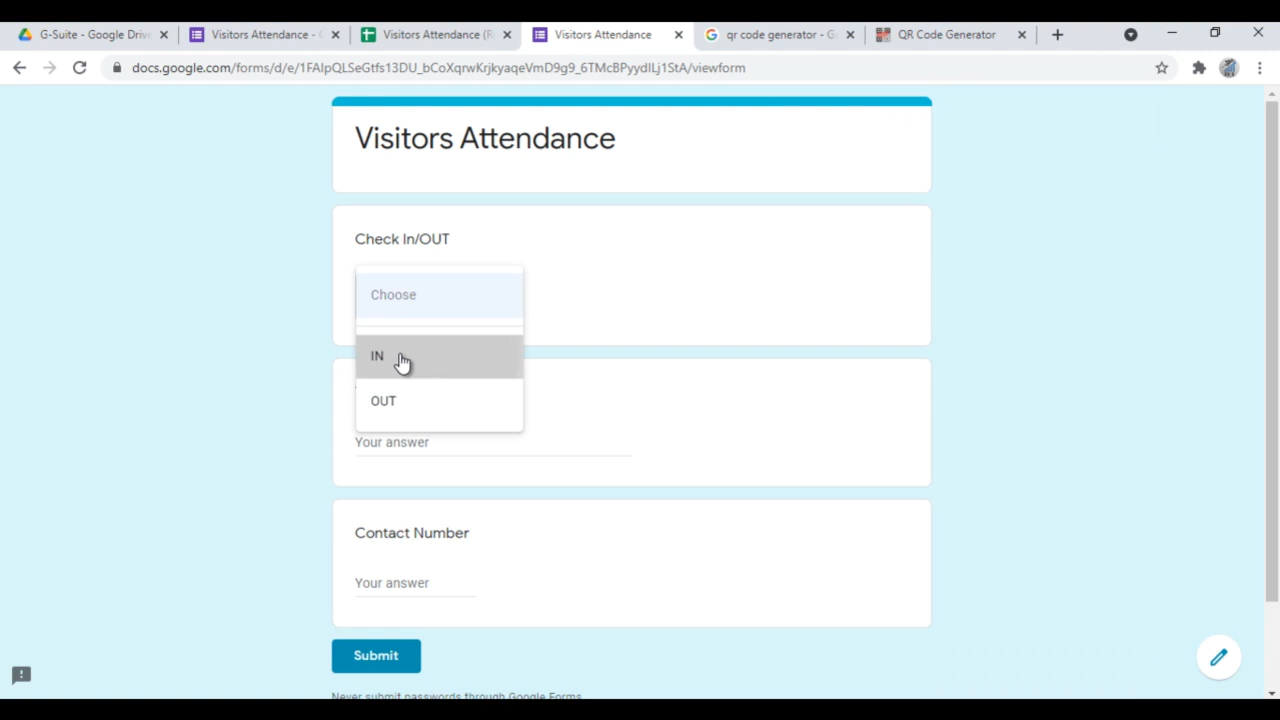 G-Suite - Google Drive
Visitors Attendance -
Visitors Attendance (R
Visitors Attendance
qr code generator - G
QR Code Generator
docs.google.com/forms/d/e/1FAIpQLSeGtfs13DU_bCoXqrwKrjkyaqeVmD9g9_6TMcBPyydlLj1StA/viewform
Visitors Attendance
Check In/OUT
Choose
IN
OUT
Your answer
Contact Number
Your answer
Submit
Never submit passwords through Google Forms.